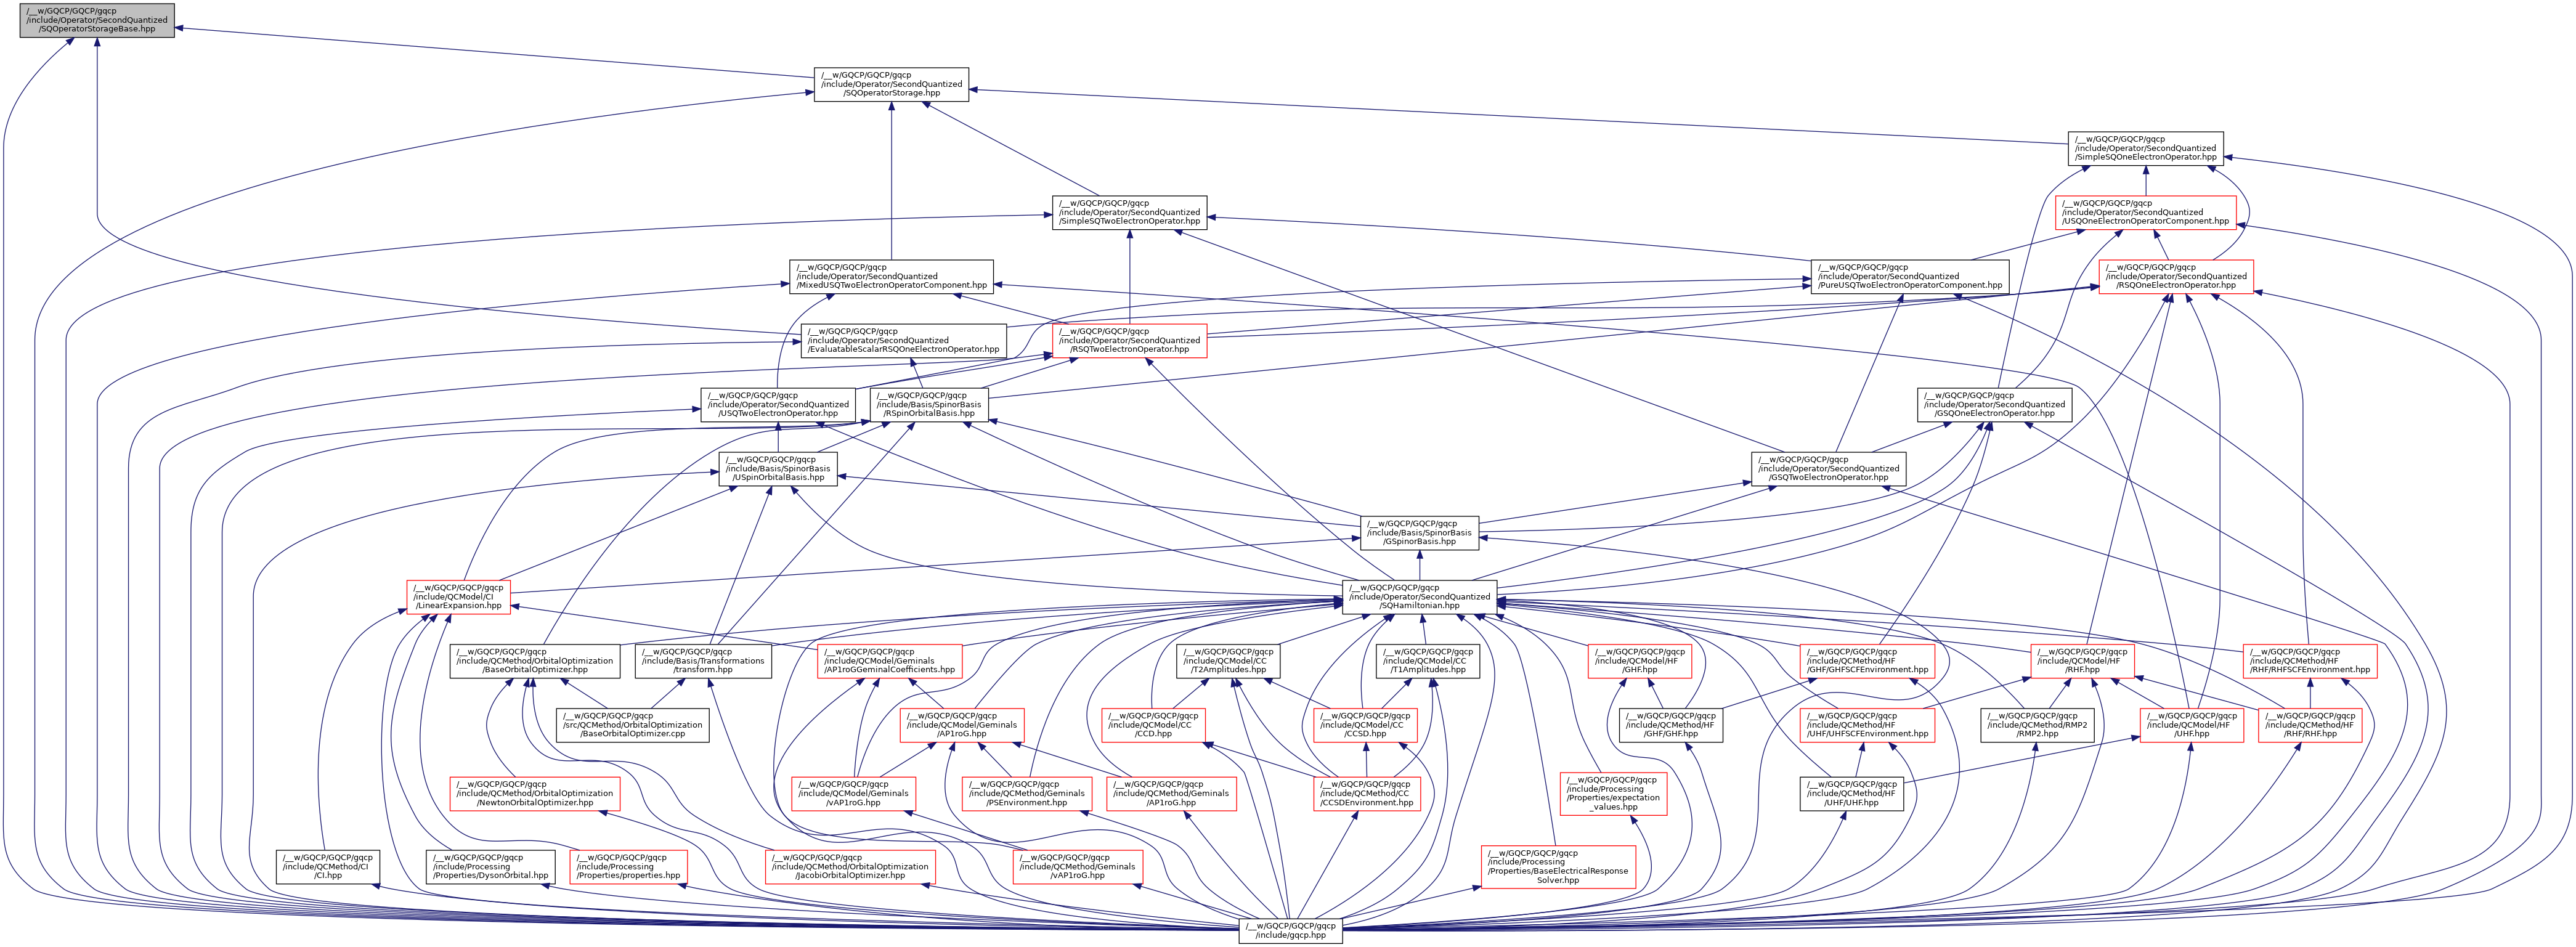 /__w/GQCP/GQCP/gqcp
/include/Operator/SecondQuantized
/SQOperatorStorageBase.hpp
/__w/GQCP/GQCP/gqcp
/include/Operator/SecondQuantized
/SQOperatorStorage.hpp
/__w/GQCP/GQCP/gqcp
/include/Operator/SecondQuantized
/SimpleSQOneElectronOperator.hpp
/__w/GQCP/GQCP/gqcp
/include/Operator/SecondQuantized
/SimpleSQTwoElectronOperator.hpp
/__w/GQCP/GQCP/gqcp
/include/Operator/SecondQuantized
/USQOneElectronOperatorComponent.hpp
/__w/GQCP/GQCP/gqcp
/include/Operator/SecondQuantized
/MixedUSQTwoElectronOperatorComponent.hpp
/__w/GQCP/GQCP/gqcp
/include/Operator/SecondQuantized
/PureUSQTwoElectronOperatorComponent.hpp
/__w/GQCP/GQCP/gqcp
/include/Operator/SecondQuantized
/RSQOneElectronOperator.hpp
/__w/GQCP/GQCP/gqcp
/include/Operator/SecondQuantized
/EvaluatableScalarRSQOneElectronOperator.hpp
/__w/GQCP/GQCP/gqcp
/include/Operator/SecondQuantized
/RSQTwoElectronOperator.hpp
/__w/GQCP/GQCP/gqcp
/include/Operator/SecondQuantized
/USQTwoElectronOperator.hpp
/__w/GQCP/GQCP/gqcp
/include/Basis/SpinorBasis
/RSpinOrbitalBasis.hpp
/__w/GQCP/GQCP/gqcp
/include/Operator/SecondQuantized
/GSQOneElectronOperator.hpp
/__w/GQCP/GQCP/gqcp
/include/Basis/SpinorBasis
/USpinOrbitalBasis.hpp
/__w/GQCP/GQCP/gqcp
/include/Operator/SecondQuantized
/GSQTwoElectronOperator.hpp
/__w/GQCP/GQCP/gqcp
/include/Basis/SpinorBasis
/GSpinorBasis.hpp
/__w/GQCP/GQCP/gqcp
/include/QCModel/CI
/LinearExpansion.hpp
/__w/GQCP/GQCP/gqcp
/include/Operator/SecondQuantized
/SQHamiltonian.hpp
/__w/GQCP/GQCP/gqcp
/include/QCMethod/OrbitalOptimization
/BaseOrbitalOptimizer.hpp
/__w/GQCP/GQCP/gqcp
/include/Basis/Transformations
/transform.hpp
/__w/GQCP/GQCP/gqcp
/include/QCModel/Geminals
/AP1roGGeminalCoefficients.hpp
/__w/GQCP/GQCP/gqcp
/include/QCModel/CC
/T2Amplitudes.hpp
/__w/GQCP/GQCP/gqcp
/include/QCModel/CC
/T1Amplitudes.hpp
/__w/GQCP/GQCP/gqcp
/include/QCModel/HF
/GHF.hpp
/__w/GQCP/GQCP/gqcp
/include/QCMethod/HF
/GHF/GHFSCFEnvironment.hpp
/__w/GQCP/GQCP/gqcp
/include/QCModel/HF
/RHF.hpp
/__w/GQCP/GQCP/gqcp
/include/QCMethod/HF
/RHF/RHFSCFEnvironment.hpp
/__w/GQCP/GQCP/gqcp
/src/QCMethod/OrbitalOptimization
/BaseOrbitalOptimizer.cpp
/__w/GQCP/GQCP/gqcp
/include/QCModel/Geminals
/AP1roG.hpp
/__w/GQCP/GQCP/gqcp
/include/QCModel/CC
/CCD.hpp
/__w/GQCP/GQCP/gqcp
/include/QCModel/CC
/CCSD.hpp
/__w/GQCP/GQCP/gqcp
/include/QCMethod/HF
/GHF/GHF.hpp
/__w/GQCP/GQCP/gqcp
/include/QCMethod/HF
/UHF/UHFSCFEnvironment.hpp
/__w/GQCP/GQCP/gqcp
/include/QCMethod/RMP2
/RMP2.hpp
/__w/GQCP/GQCP/gqcp
/include/QCModel/HF
/UHF.hpp
/__w/GQCP/GQCP/gqcp
/include/QCMethod/HF
/RHF/RHF.hpp
/__w/GQCP/GQCP/gqcp
/include/QCMethod/OrbitalOptimization
/NewtonOrbitalOptimizer.hpp
/__w/GQCP/GQCP/gqcp
/include/QCModel/Geminals
/vAP1roG.hpp
/__w/GQCP/GQCP/gqcp
/include/QCMethod/Geminals
/PSEnvironment.hpp
/__w/GQCP/GQCP/gqcp
/include/QCMethod/Geminals
/AP1roG.hpp
/__w/GQCP/GQCP/gqcp
/include/QCMethod/CC
/CCSDEnvironment.hpp
/__w/GQCP/GQCP/gqcp
/include/Processing
/Properties/expectation
_values.hpp
/__w/GQCP/GQCP/gqcp
/include/QCMethod/HF
/UHF/UHF.hpp
/__w/GQCP/GQCP/gqcp
/include/QCMethod/CI
/CI.hpp
/__w/GQCP/GQCP/gqcp
/include/Processing
/Properties/DysonOrbital.hpp
/__w/GQCP/GQCP/gqcp
/include/Processing
/Properties/properties.hpp
/__w/GQCP/GQCP/gqcp
/include/QCMethod/OrbitalOptimization
/JacobiOrbitalOptimizer.hpp
/__w/GQCP/GQCP/gqcp
/include/QCMethod/Geminals
/vAP1roG.hpp
/__w/GQCP/GQCP/gqcp
/include/Processing
/Properties/BaseElectricalResponse
Solver.hpp
/__w/GQCP/GQCP/gqcp
/include/gqcp.hpp